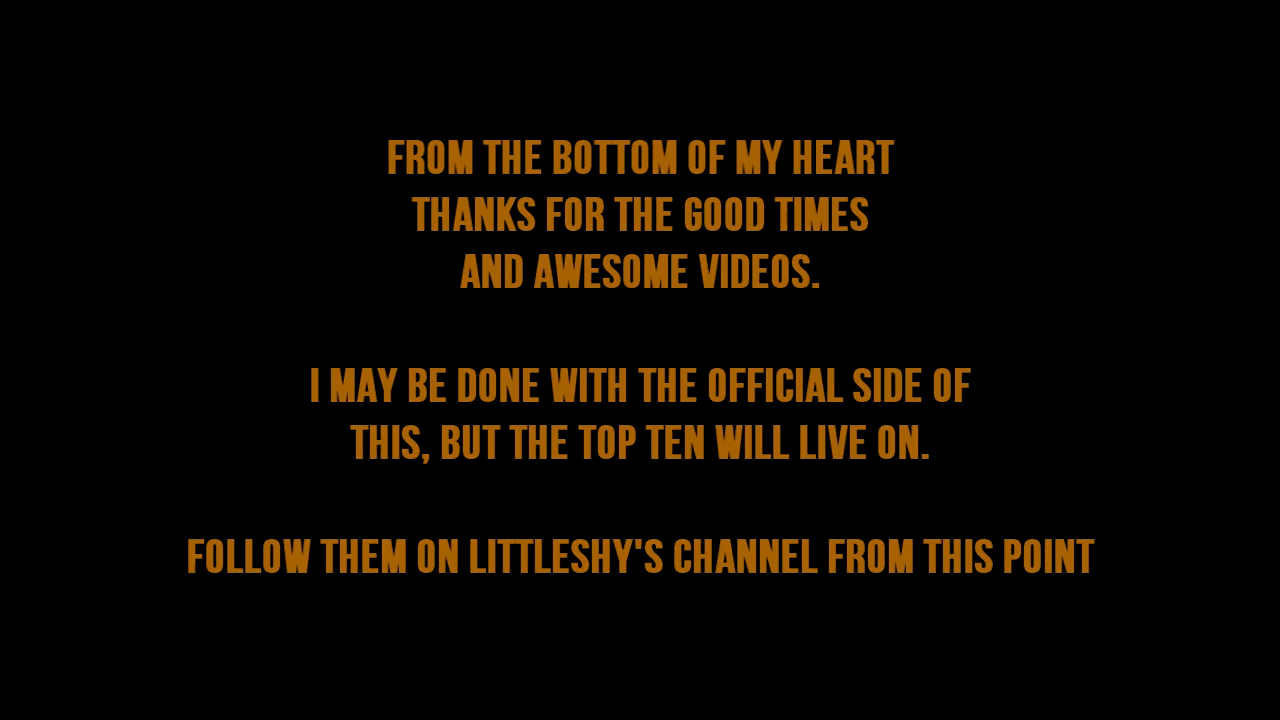 FROM THE BOTTOM OF MY HEART
THANKS FOR THE GOOD TIMES
AND AWESOME VIDEOS.
I MAY BE DONE WITH THE OFFICIAL SIDE OF
THIS, BUT THE TOP TEN WILL LIVE ON.
FOLLOW THEM ON LITTLESHY'S CHANNEL FROM THIS POINT